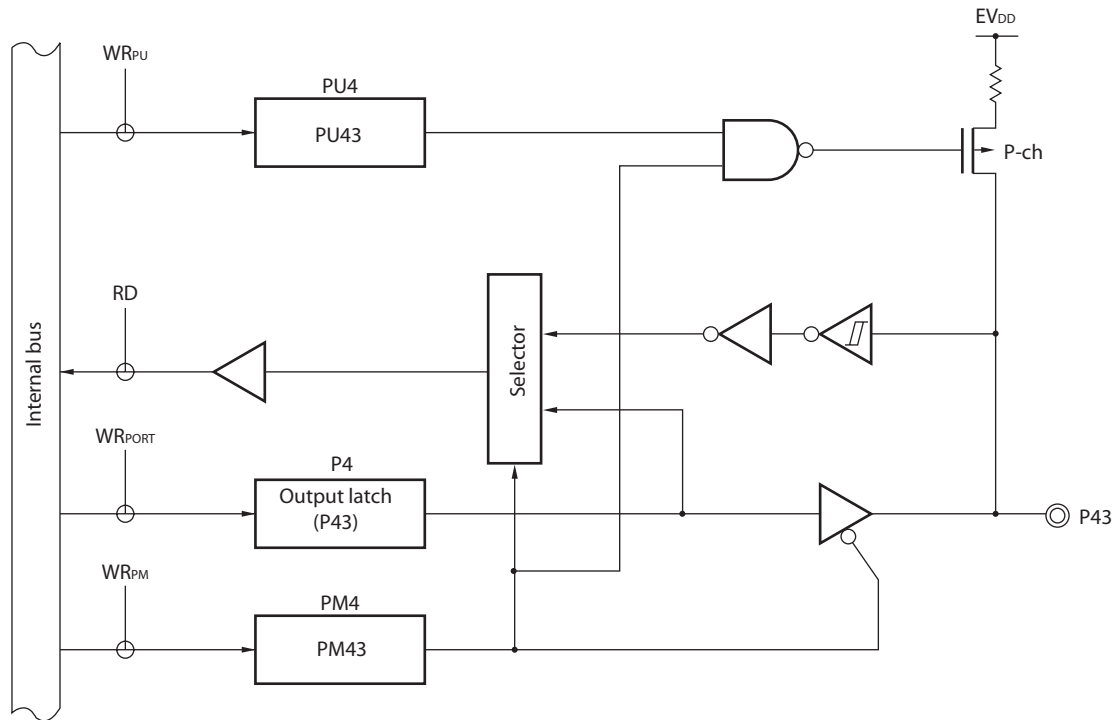 EVDD
WRPU
PU4
PU43
P-ch
RD
Internal bus
Selector
WRPORT
P4
Output latch
(P43)
P43
WRPM
PM4
PM43